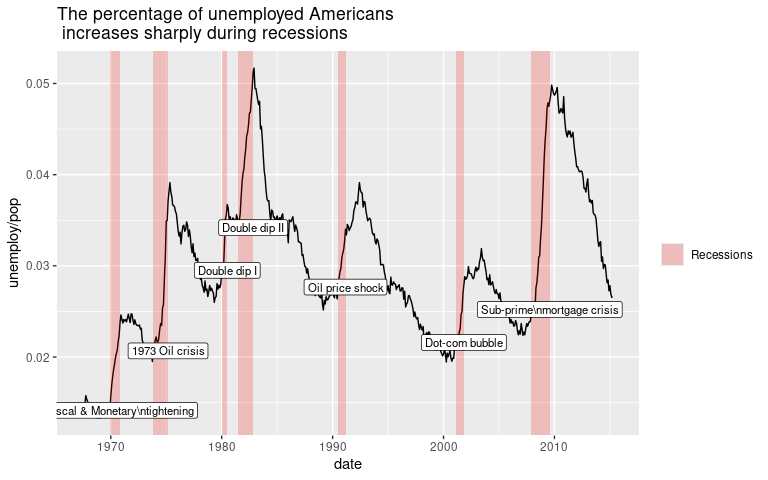 The percentage of unemployed Americans
increases sharply during recessions
0.05
0.04
0.03
0.02
unemploy/pop
Double dip II
Double dip I
Oil price shock
Sub-prime\nmortgage crisis
Dot-com bubble
1973 Oil crisis
scal & Monetary\ntightening
1970
1980
1990
2000
2010
date
Recessions